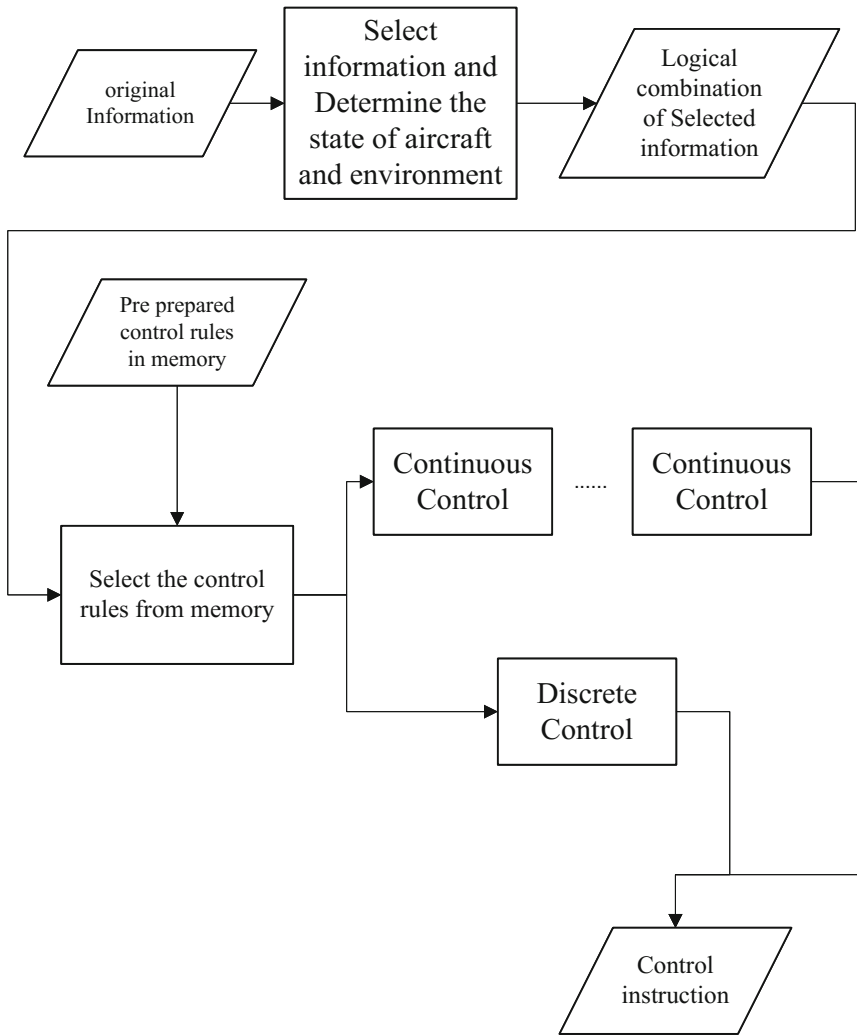 original
Information
Select
information and
Determine the
state of aircraft
and environment
Logical
combination
of Selected
information
Pre prepared
control rules
in memory
Select the control
rules from memory
Continuous
Control
......
Continuous
Control
Discrete
Control
Control
instruction